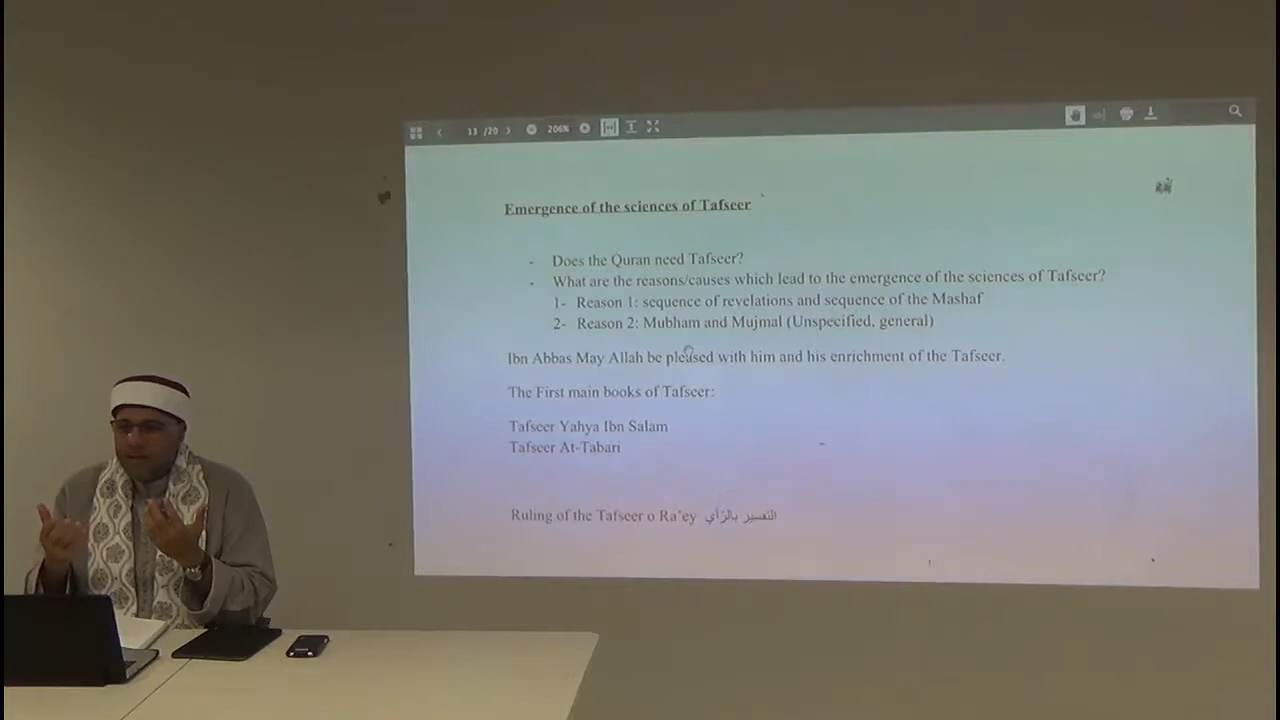 13 /20
206%
Emergence of the sciences of Tafseer
- Does the Quran need Tafseer?
- What are the reasons/causes which lead to the emergence of the sciences of Tafseer?
1- Reason 1: sequence of revelations and sequence of the Mashaf
2- Reason 2: Mubham and Mujmal (Unspecified, general)
Ibn Abbas May Allah be pleased with him and his enrichment of the Tafseer.
The First main books of Tafseer:
Tafseer Yahya Ibn Salam
Tafseer At-Tabari
Ruling of the Tafseer o Ra'ey التفسير بالرأي